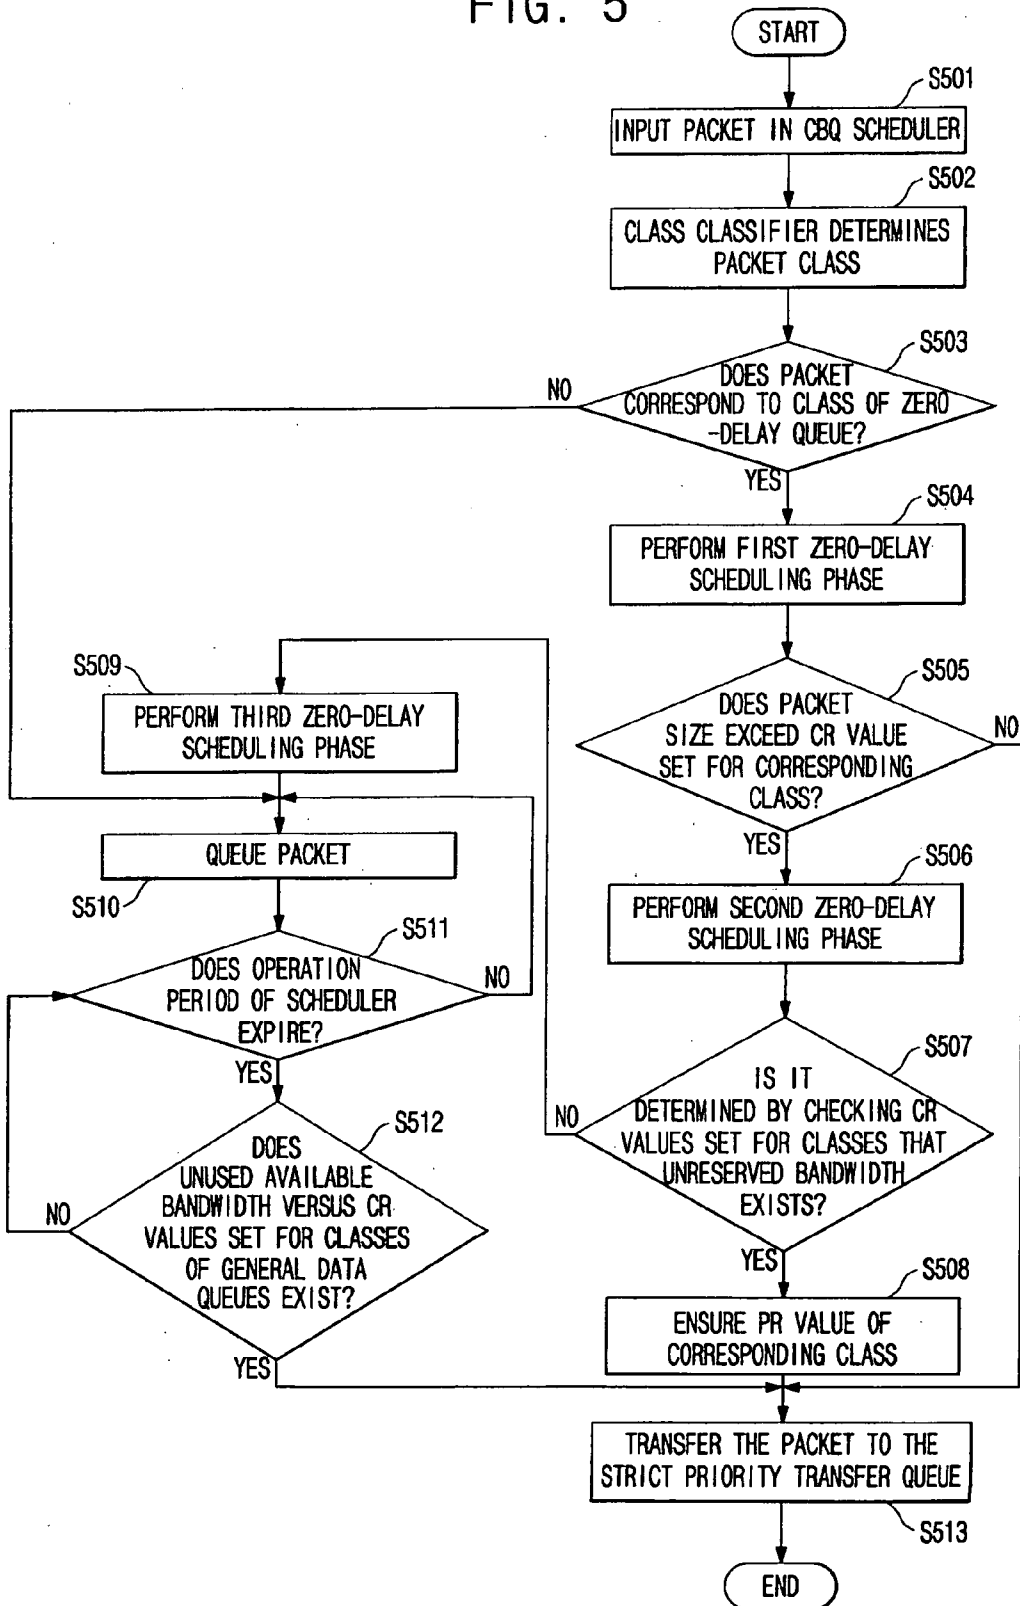 FIG. 5
START
S501
INPUT PACKET IN CBQ SCHEDULER
S502
CLASS CLASSIFIER DETERMINES
PACKET CLASS
S503
DOES PACKET
CORRESPOND TO CLASS OF ZERO
-DELAY QUEUE?
NO
YES
S504
PERFORM FIRST ZERO-DELAY
SCHEDULING PHASE
S505
DOES PACKET
SIZE EXCEED CR VALUE
SET FOR CORRESPONDING
CLASS?
NO
YES
S506
PERFORM SECOND ZERO-DELAY
SCHEDULING PHASE
S507
IS IT
DETERMINED BY CHECKING CR
VALUES SET FOR CLASSES THAT
UNRESERVED BANDWIDTH
EXISTS?
NO
YES
S508
ENSURE PR VALUE OF
CORRESPONDING CLASS
S509
PERFORM THIRD ZERO-DELAY
SCHEDULING PHASE
QUEUE PACKET
S510
S511
DOES OPERATION
PERIOD OF SCHEDULER
EXPIRE?
NO
YES
S512
DOES
UNUSED AVAILABLE
BANDWIDTH VERSUS CR
VALUES SET FOR CLASSES
OF GENERAL DATA
QUEUES EXIST?
NO
YES
TRANSFER THE PACKET TO THE
STRICT PRIORITY TRANSFER QUEUE
S513
END